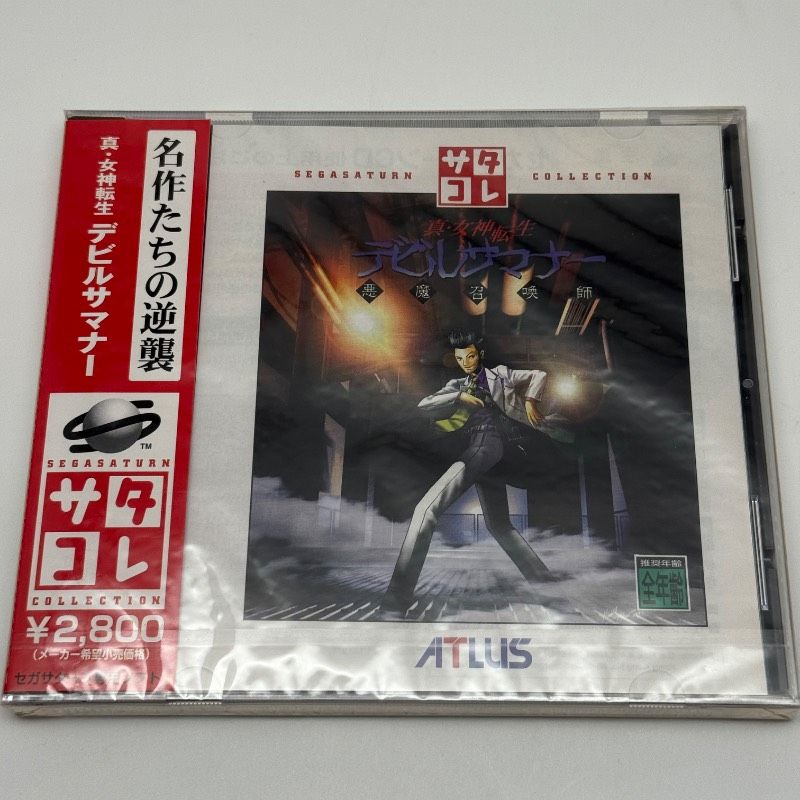 名作たちの逆襲
真・女神転生 デビルサマナー
TM
SEGASATURN
サタ
コレ
COLLECTION
¥2,800
(メーカー希望小売価格)
サタ
コレ
SEGASATURN COLLECTION
真・女神転生
デビルサマナー
悪魔召喚師
推奨年齢
全年齢
ATLUS